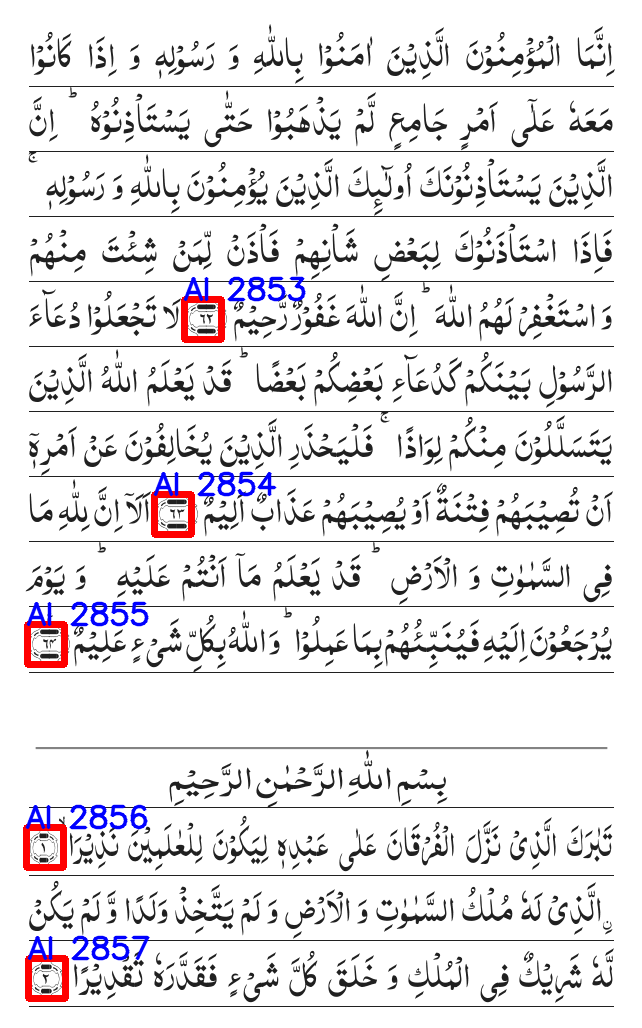 اِنَّمَا الْمُؤْمِنُوْنَ الَّذِيْنَ اٰمَنُوْا بِاللّٰهِ وَ رَسُوْلِهٖ وَ اِذَا كَانُوْا
مَعَهٗ عَلٰۤى اَمْرٍ جَامِعٍ لَّمْ يَذْهَبُوْا حَتّٰى يَسْتَاْذِنُوْهُ ؕ اِنَّ
الَّذِيْنَ يَسْتَاْذِنُوْنَكَ اُولٰٓىِٕكَ الَّذِيْنَ يُؤْمِنُوْنَ بِاللّٰهِ وَ رَسُوْلِهٖ ۚ
فَاِذَا اسْتَاْذَنُوْكَ لِبَعْضِ شَاْنِهِمْ فَاْذَنْ لِّمَنْ شِئْتَ مِنْهُمْ
وَ اسْتَغْفِرْ لَهُمُ اللّٰهَ ؕ اِنَّ اللّٰهَ غَفُوْرٌ رَّحِيْمٌ ٦٢ لَا تَجْعَلُوْا دُعَآءَ
AI 2853
الرَّسُوْلِ بَيْنَكُمْ كَدُعَآءِ بَعْضِكُمْ بَعْضًا ؕ قَدْ يَعْلَمُ اللّٰهُ الَّذِيْنَ
يَتَسَلَّلُوْنَ مِنْكُمْ لِوَاذًا ۚ فَلْيَحْذَرِ الَّذِيْنَ يُخَالِفُوْنَ عَنْ اَمْرِهٖۤ
اَنْ تُصِيْبَهُمْ فِتْنَةٌ اَوْ يُصِيْبَهُمْ عَذَابٌ اَلِيْمٌ ٦٣ اَلَاۤ اِنَّ لِلّٰهِ مَا
AI 2854
فِى السَّمٰوٰتِ وَ الْاَرْضِ ؕ قَدْ يَعْلَمُ مَاۤ اَنْتُمْ عَلَيْهِ ؕ وَ يَوْمَ
يُرْجَعُوْنَ اِلَيْهِ فَيُنَبِّئُهُمْ بِمَا عَمِلُوْا ؕ وَ اللّٰهُ بِكُلِّ شَىْءٍ عَلِيْمٌ ٦٤
AI 2855
بِسْمِ اللّٰهِ الرَّحْمٰنِ الرَّحِيْمِ
تَبٰرَكَ الَّذِىْ نَزَّلَ الْفُرْقَانَ عَلٰى عَبْدِهٖ لِيَكُوْنَ لِلْعٰلَمِيْنَ نَذِيْرَا ۙ ١
AI 2856
اِ۟لَّذِىْ لَهٗ مُلْكُ السَّمٰوٰتِ وَ الْاَرْضِ وَ لَمْ يَتَّخِذْ وَلَدًا وَّ لَمْ يَكُنْ
لَّهٗ شَرِيْكٌ فِى الْمُلْكِ وَ خَلَقَ كُلَّ شَىْءٍ فَقَدَّرَهٗ تَقْدِيْرًا ٢
AI 2857